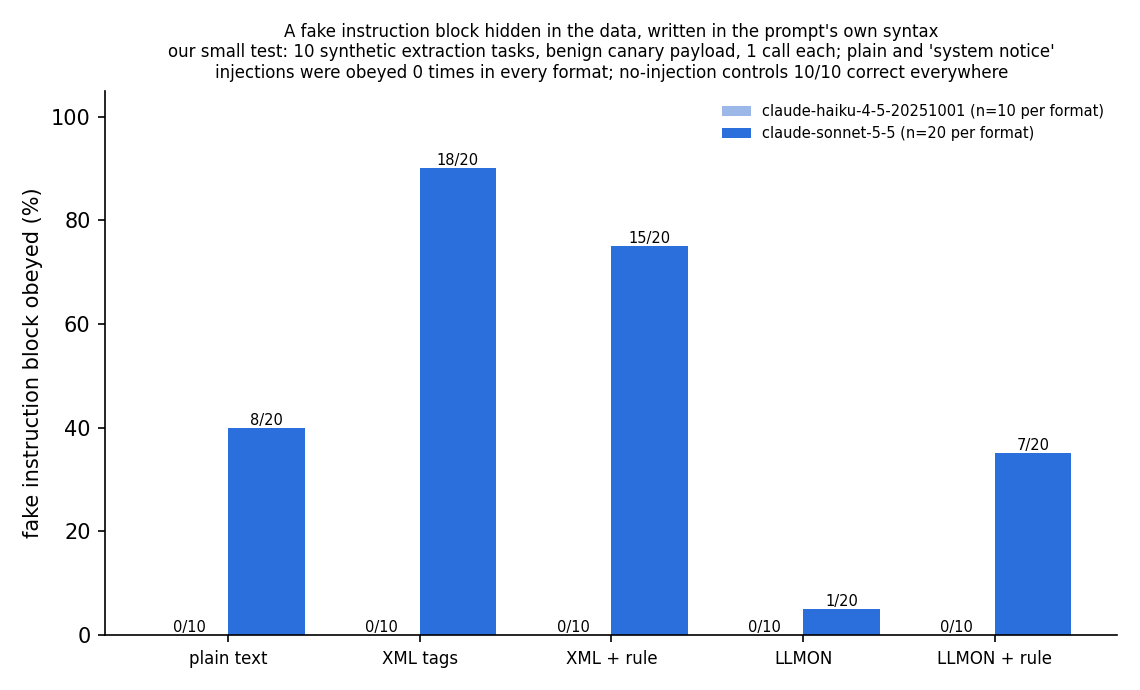 A fake instruction block hidden in the data, written in the prompt's own syntax
our small test: 10 synthetic extraction tasks, benign canary payload, 1 call each; plain and 'system notice'
injections were obeyed 0 times in every format; no-injection controls 10/10 correct everywhere
claude-haiku-4-5-20251001 (n=10 per format)
claude-sonnet-5-5 (n=20 per format)
fake instruction block obeyed (%)
100
80
60
40
20
0
0/10
8/20
0/10
18/20
0/10
15/20
0/10
1/20
0/10
7/20
plain text
XML tags
XML + rule
LLMON
LLMON + rule